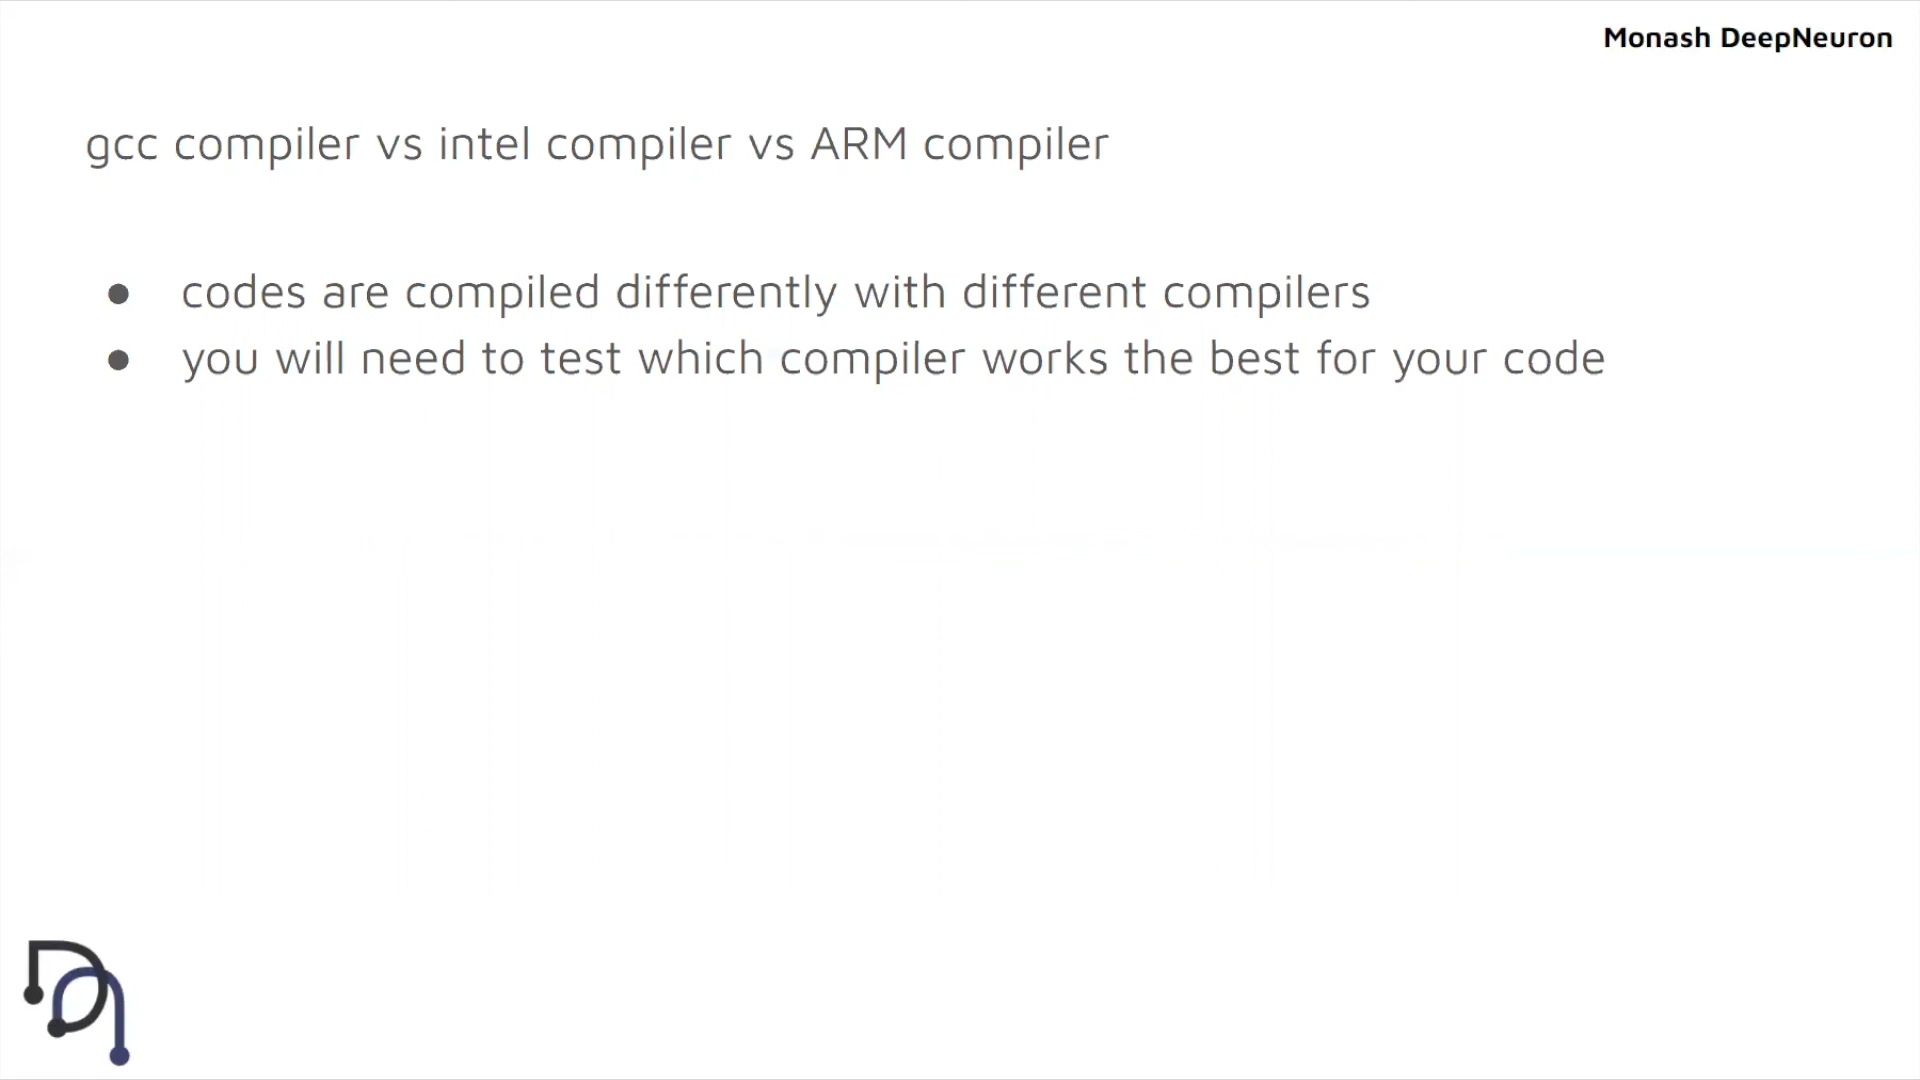 Monash DeepNeuron
gcc compiler vs intel compiler vs ARM compiler
● codes are compiled differently with different compilers
● you will need to test which compiler works the best for your code